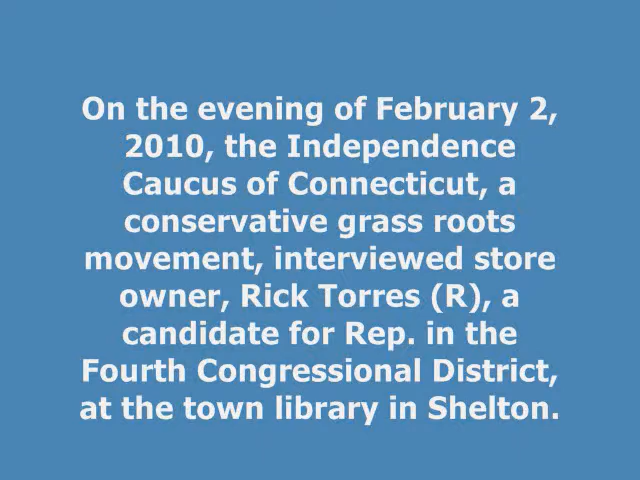 On the evening of February 2,
2010, the Independence
Caucus of Connecticut, a
conservative grass roots
movement, interviewed store
owner, Rick Torres (R), a
candidate for Rep. in the
Fourth Congressional District,
at the town library in Shelton.